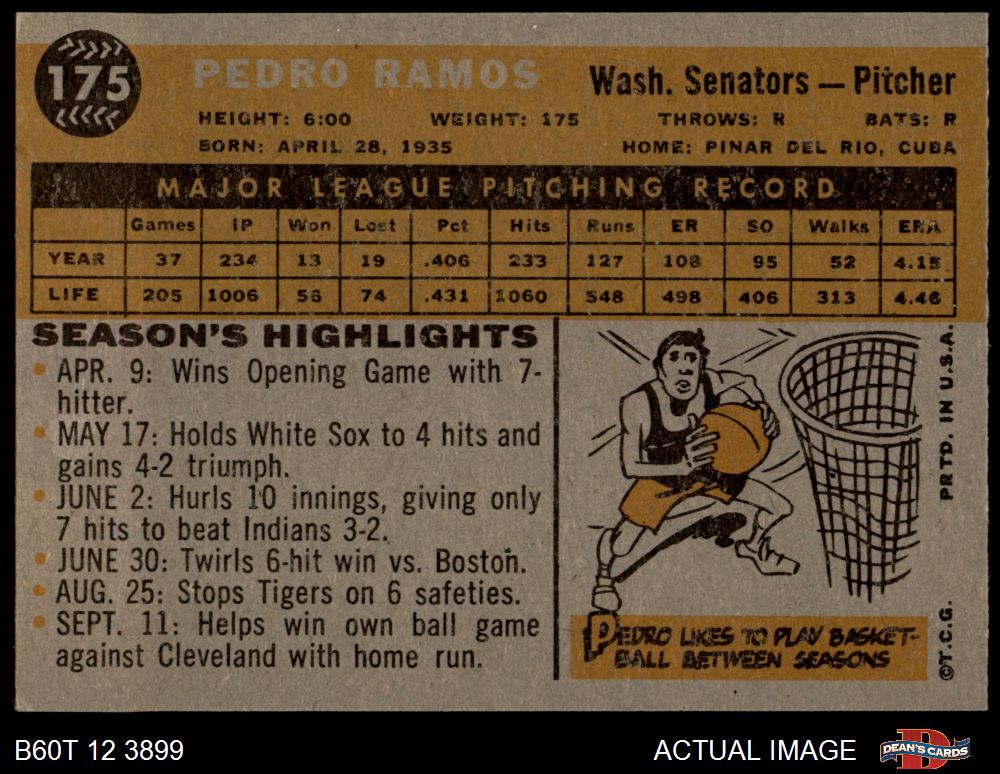 175
PEDRO RAMOS
Wash. Senators — Pitcher
HEIGHT: 6:00 WEIGHT: 175 THROWS: R BATS: R
BORN: APRIL 28, 1935 HOME: PINAR DEL RIO, CUBA
MAJOR LEAGUE PITCHING RECORD
Games IP Won Lost Pct Hits Runs ER SO Walks ERA
YEAR 37 234 13 19 .406 233 127 108 95 52 4.15
LIFE 205 1006 56 74 .431 1060 548 498 406 313 4.46
SEASON'S HIGHLIGHTS
• APR. 9: Wins Opening Game with 7-
hitter.
• MAY 17: Holds White Sox to 4 hits and
gains 4-2 triumph.
• JUNE 2: Hurls 10 innings, giving only
7 hits to beat Indians 3-2.
• JUNE 30: Twirls 6-hit win vs. Boston.
• AUG. 25: Stops Tigers on 6 safeties.
• SEPT. 11: Helps win own ball game
against Cleveland with home run.
PEDRO LIKES TO PLAY BASKET-
BALL BETWEEN SEASONS
©T.C.G. PRTD. IN U.S.A.
B60T 12 3899
ACTUAL IMAGE
D
DEAN'S CARDS